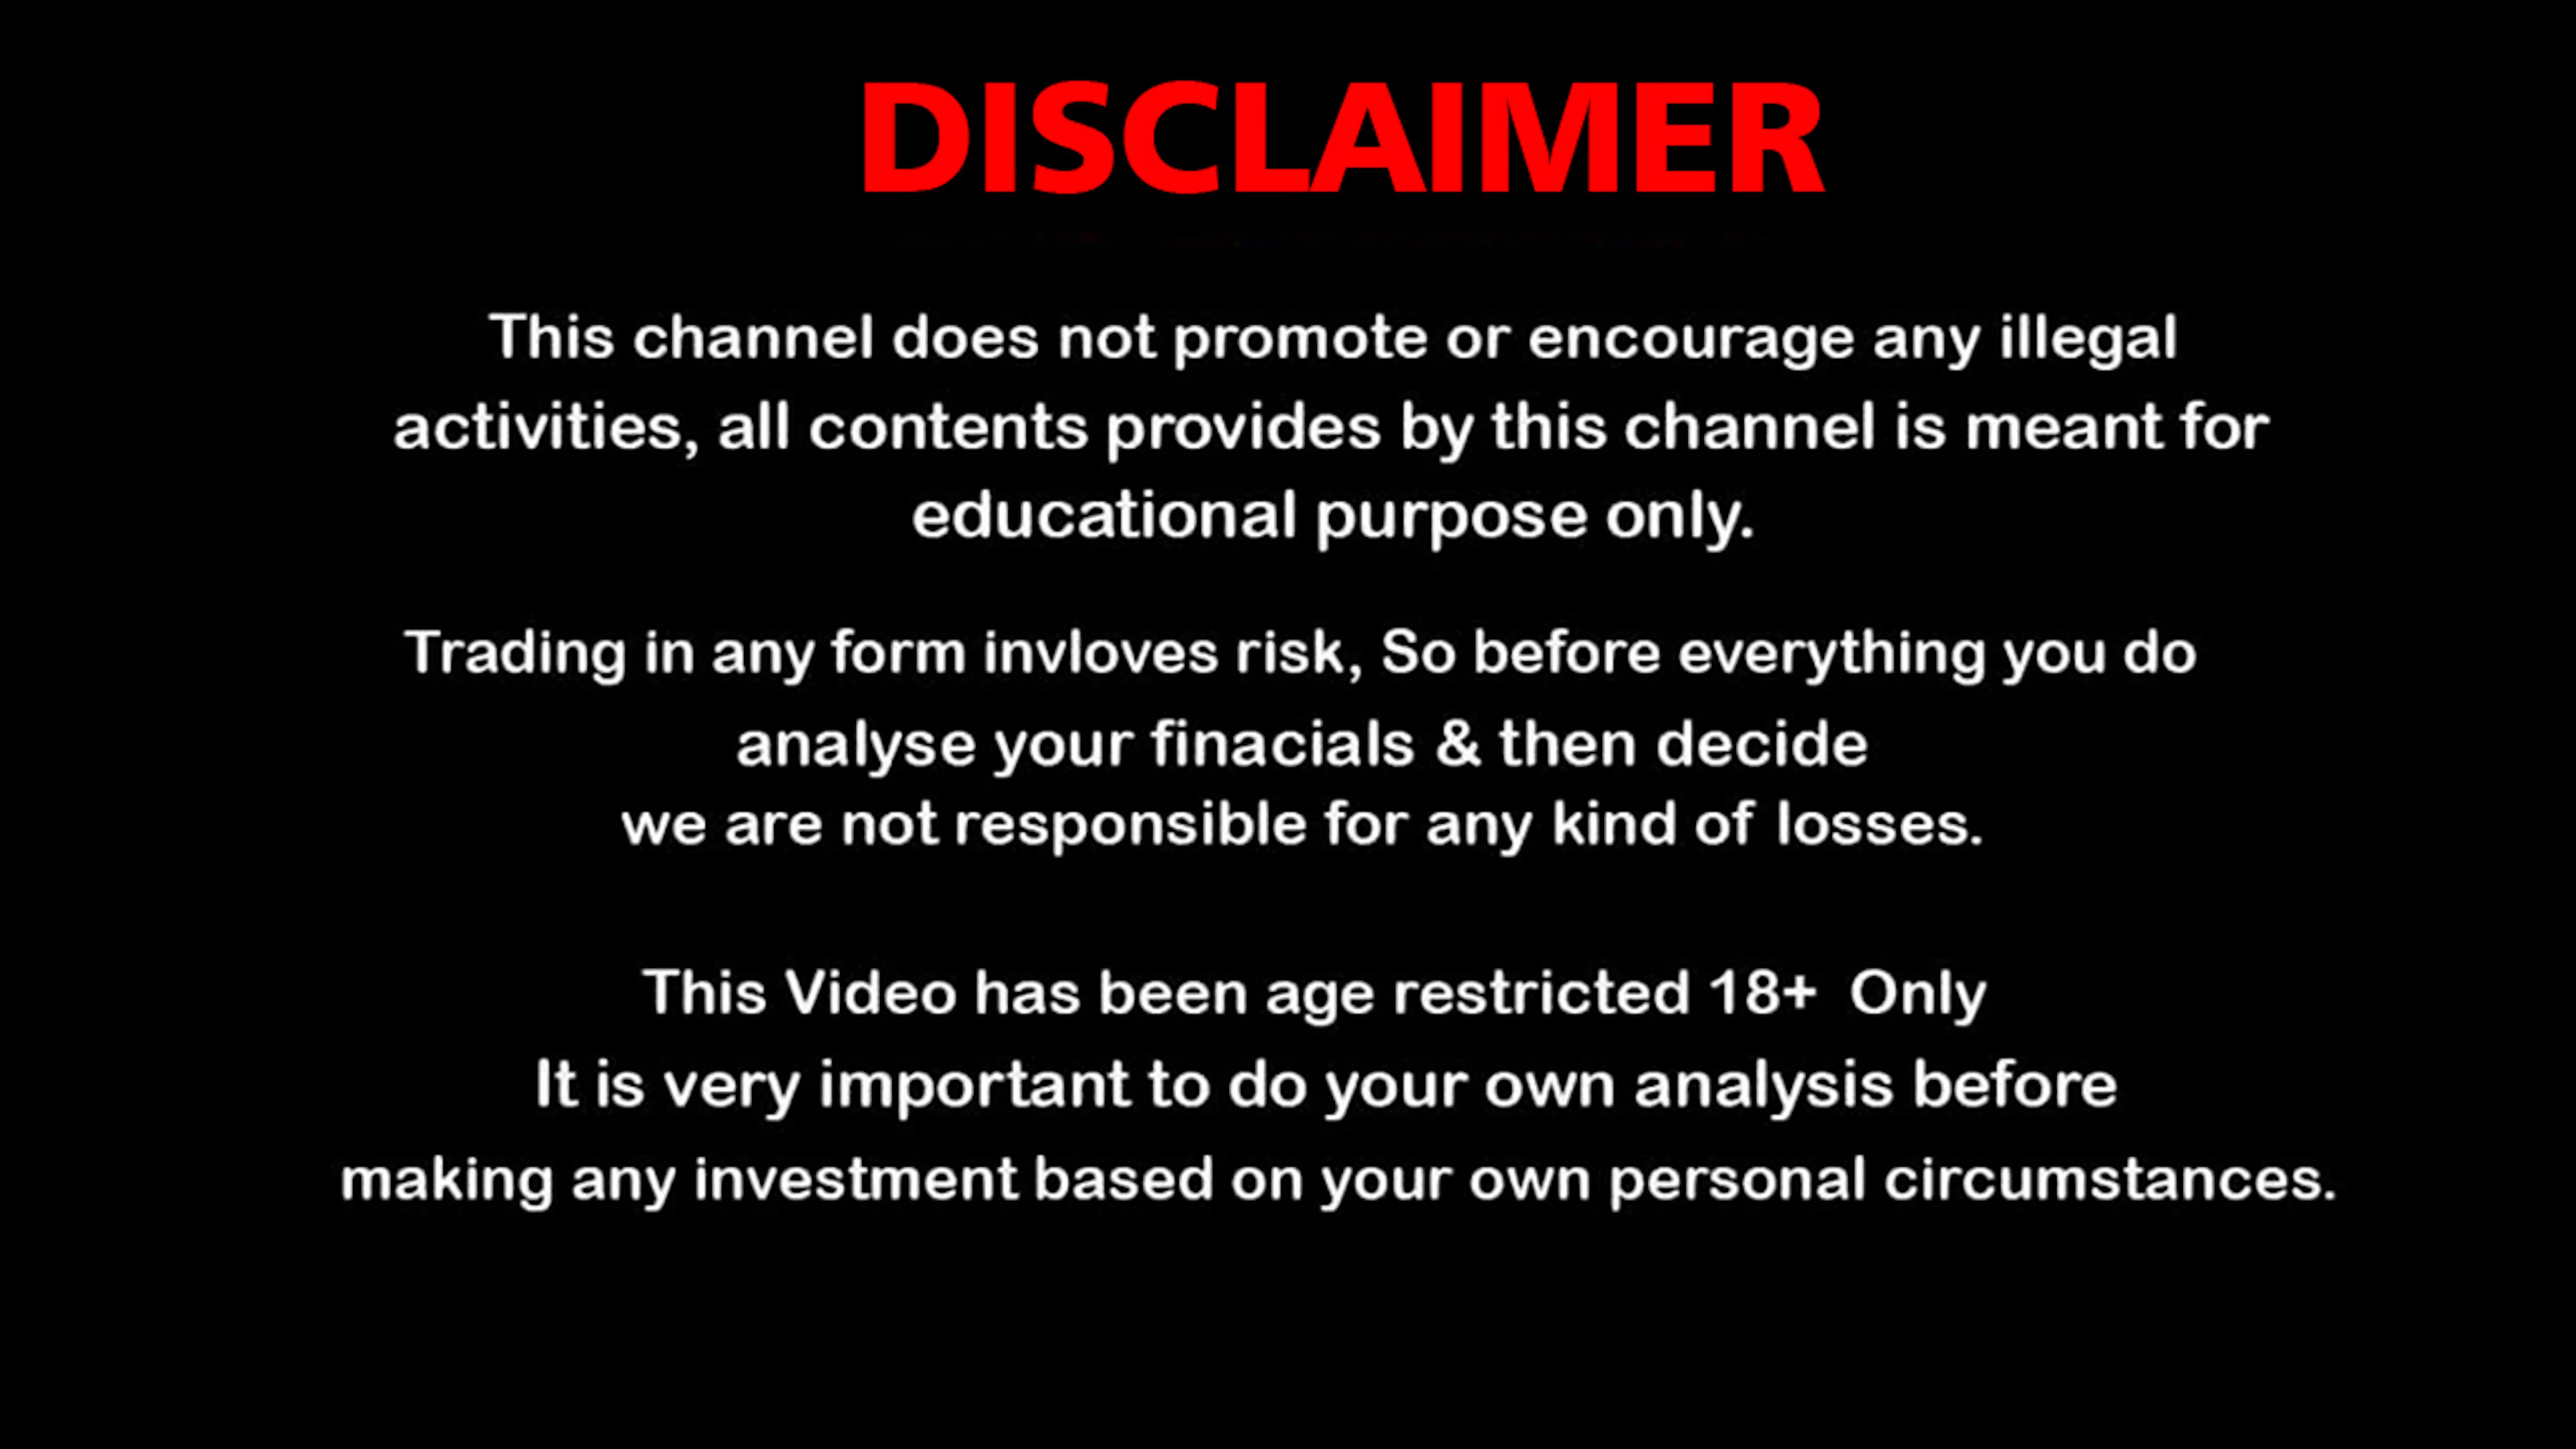 DISCLAIMER
This channel does not promote or encourage any illegal
activities, all contents provides by this channel is meant for
educational purpose only.
Trading in any form invloves risk, So before everything you do
analyse your finacials & then decide
we are not responsible for any kind of losses.
This Video has been age restricted 18+ Only
It is very important to do your own analysis before
making any investment based on your own personal circumstances.